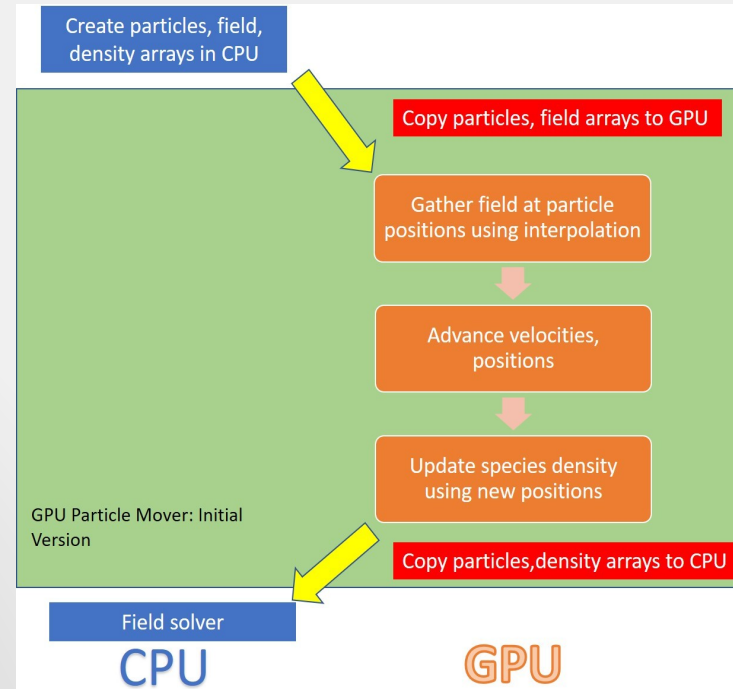 Create particles, field,
density arrays in CPU
Copy particles, field arrays to GPU
Gather field at particle
positions using interpolation
Advance velocities,
positions
Update species density
using new positions
GPU Particle Mover: Initial
Version
Copy particles,density arrays to CPU
Field solver
CPU
GPU